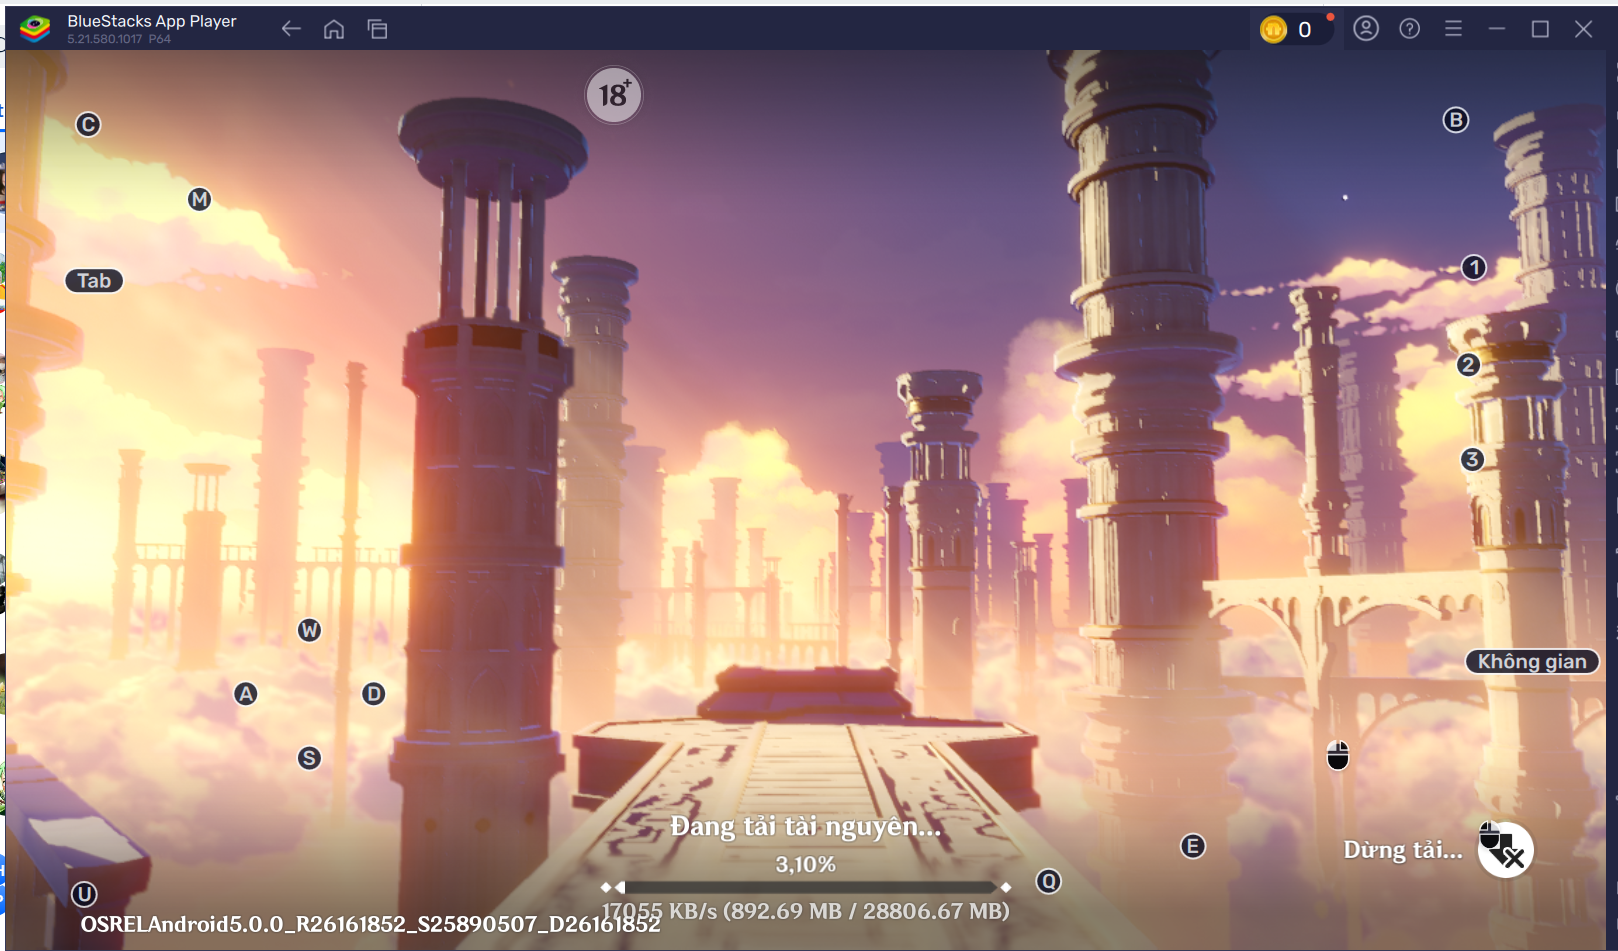 BlueStacks App Player
5.21.580.1017 P64
0
18+
C
B
M
1
Tab
2
3
W
Không gian
A
D
S
Đang tải tài nguyên...
E
Dừng tải...
3,10%
Q
U
17055 KB/s (892.69 MB / 28806.67 MB)
OSRELAndroid5.0.0_R26161852_S25890507_D26161852